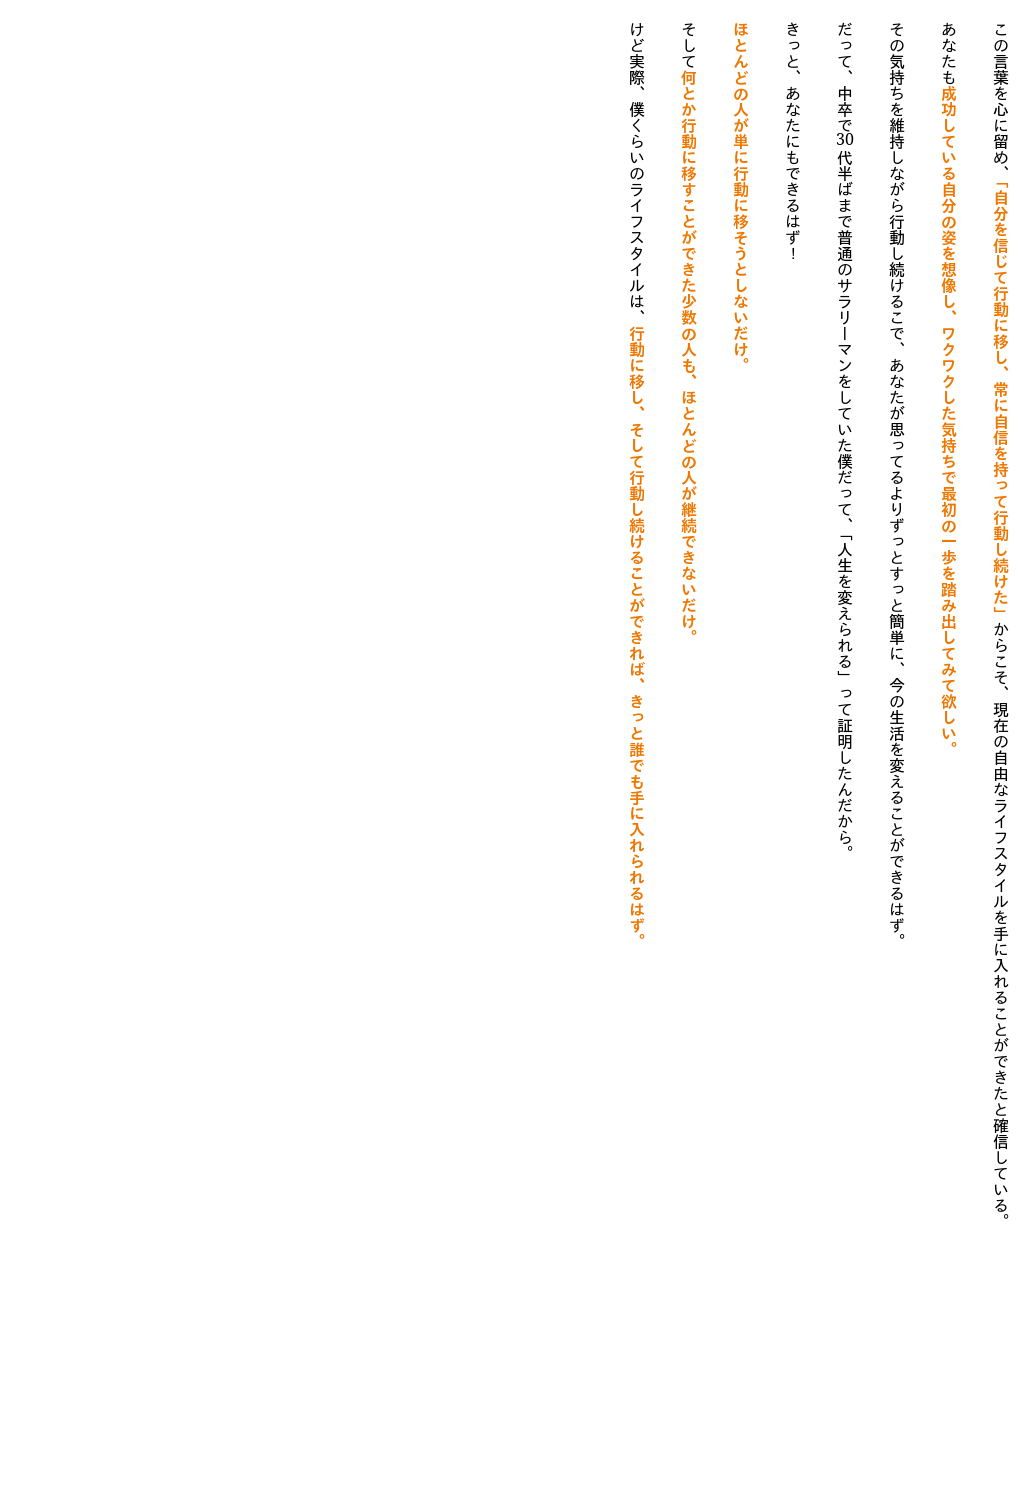 この言葉を心に留め、「自分を信じて行動に移し、常に自信を持って行動し続けた」からこそ、現在の自由なライフスタイルを手に入れることができたと確信している。
あなたも成功している自分の姿を想像し、ワクワクした気持ちで最初の一歩を踏み出してみて欲しい。
その気持ちを維持しながら行動し続けるこで、あなたが思ってるよりずっとすっと簡単に、今の生活を変えることができるはず。
だって、中卒で30代半ばまで普通のサラリーマンをしていた僕だって、「人生を変えられる」って証明したんだから。
きっと、あなたにもできるはず！
ほとんどの人が単に行動に移そうとしないだけ。
そして何とか行動に移すことができた少数の人も、ほとんどの人が継続できないだけ。
けど実際、僕くらいのライフスタイルは、行動に移し、そして行動し続けることができれば、きっと誰でも手に入れられるはず。